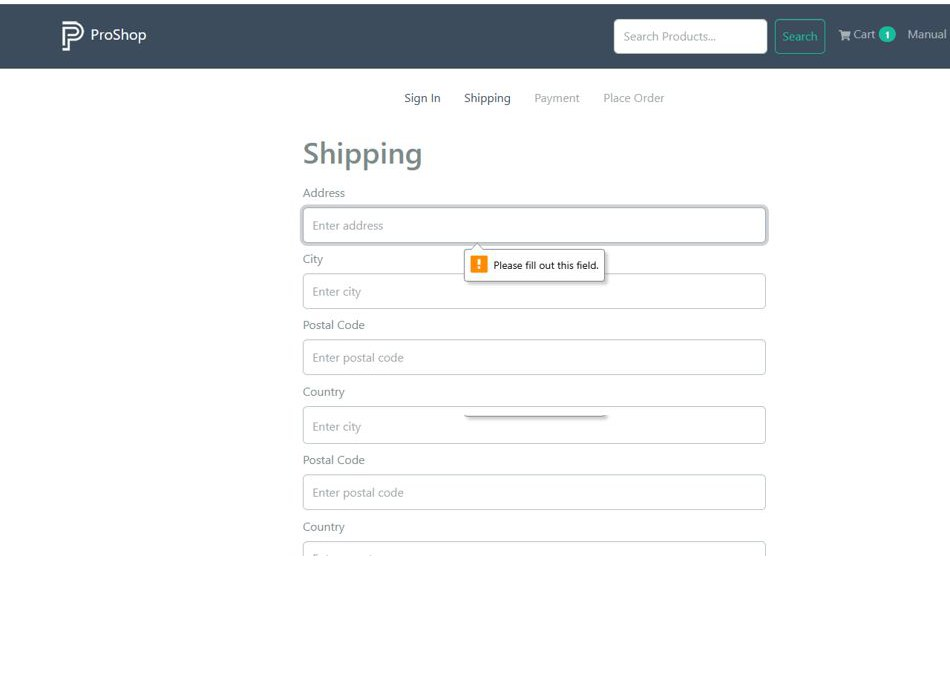 ProShop
Search Products...
Search
Cart 1
Manual
Sign In Shipping Payment Place Order
Shipping
Address
Enter address
Please fill out this field.
City
Enter city
Postal Code
Enter postal code
Country
Enter city
Postal Code
Enter postal code
Country